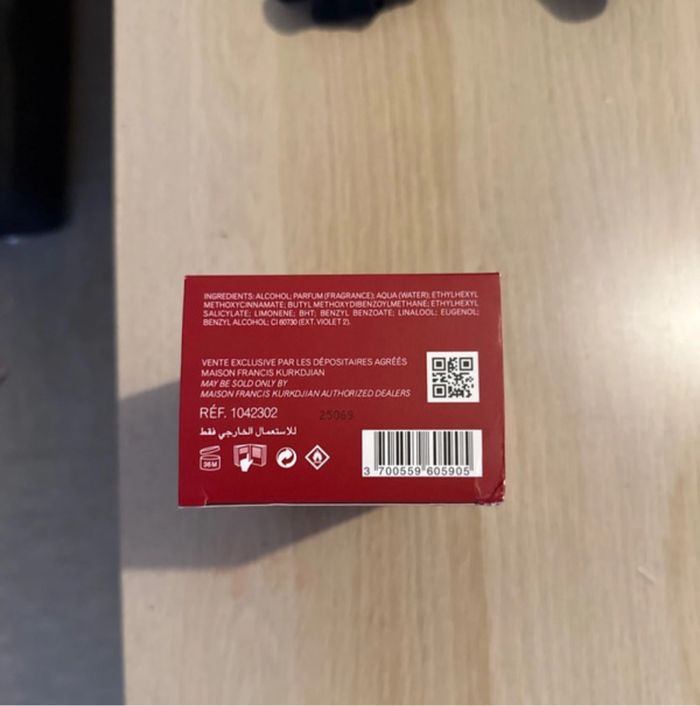 INGREDIENTS: ALCOHOL; PARFUM (FRAGRANCE); AQUA (WATER); ETHYLHEXYL
METHOXYCINNAMATE; BUTYL METHOXYDIBENZOYLMETHANE; ETHYLHEXYL
SALICYLATE; LIMONENE; BHT; BENZYL BENZOATE; LINALOOL; EUGENOL;
BENZYL ALCOHOL; CI 60730 (EXT. VIOLET 2).
VENTE EXCLUSIVE PAR LES DÉPOSITAIRES AGRÉÉS
MAISON FRANCIS KURKDJIAN
MAY BE SOLD ONLY BY
MAISON FRANCIS KURKDJIAN AUTHORIZED DEALERS
RÉF. 1042302
25069
للاستعمال الخارجي فقط
36 M
3 700559 605905